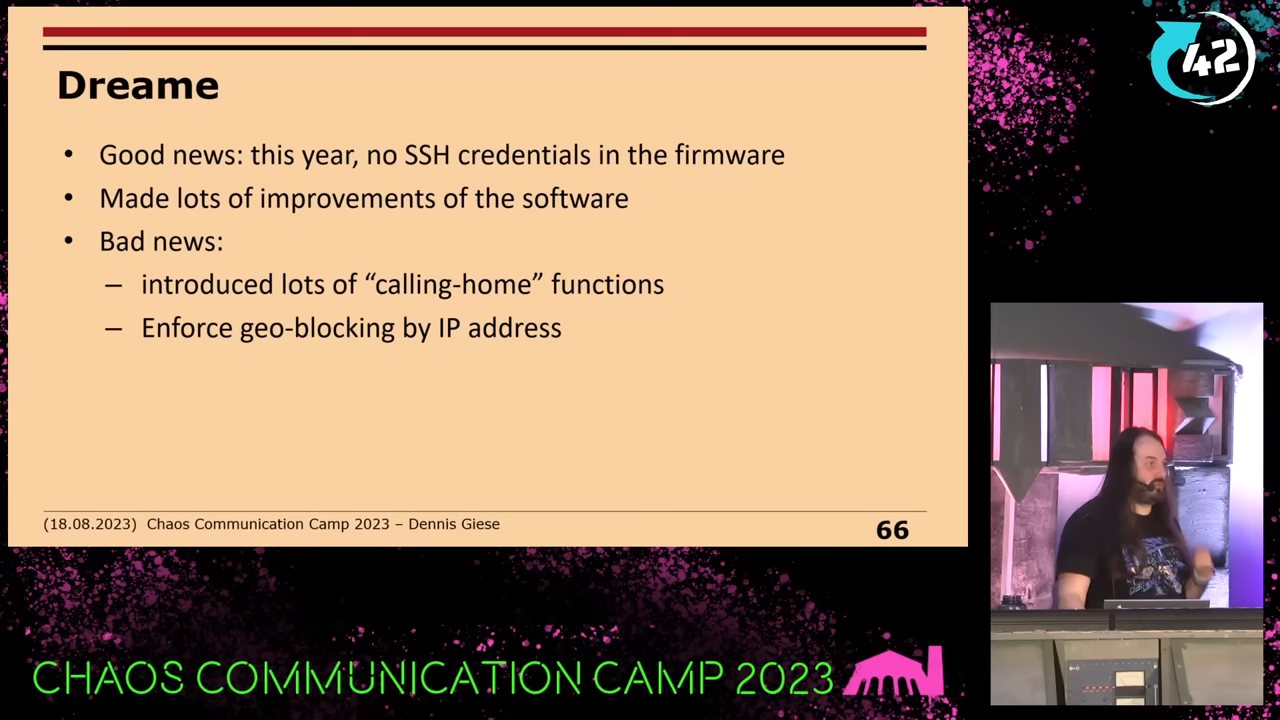 Dreame
• Good news: this year, no SSH credentials in the firmware
• Made lots of improvements of the software
• Bad news:
– introduced lots of “calling-home” functions
– Enforce geo-blocking by IP address
(18.08.2023) Chaos Communication Camp 2023 – Dennis Giese
66
42
CHAOS COMMUNICATION CAMP 2023